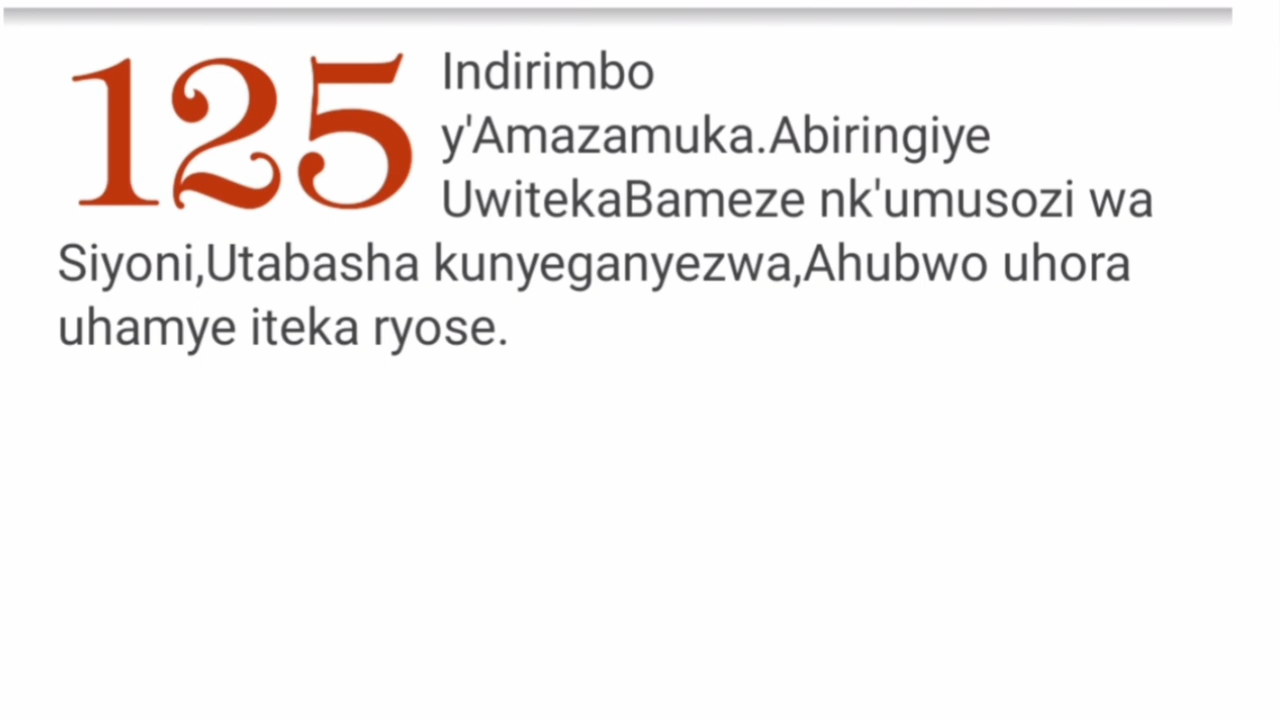 125 Indirimbo
y'Amazamuka.Abiringiye
UwitekaBameze nk'umusozi wa
Siyoni,Utabasha kunyeganyezwa,Ahubwo uhora
uhamye iteka ryose.